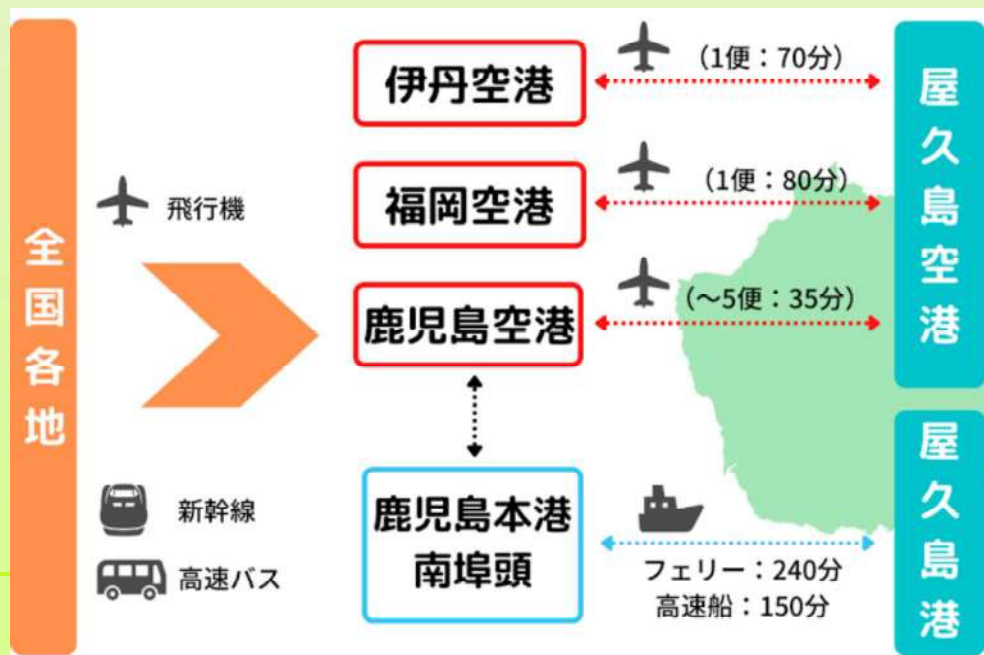 全国各地
飛行機
新幹線
高速バス
伊丹空港
福岡空港
鹿児島空港
鹿児島本港
南埠頭
(1便：70分)
(1便：80分)
(～5便：35分)
フェリー：240分
高速船：150分
屋久島空港
屋久島港